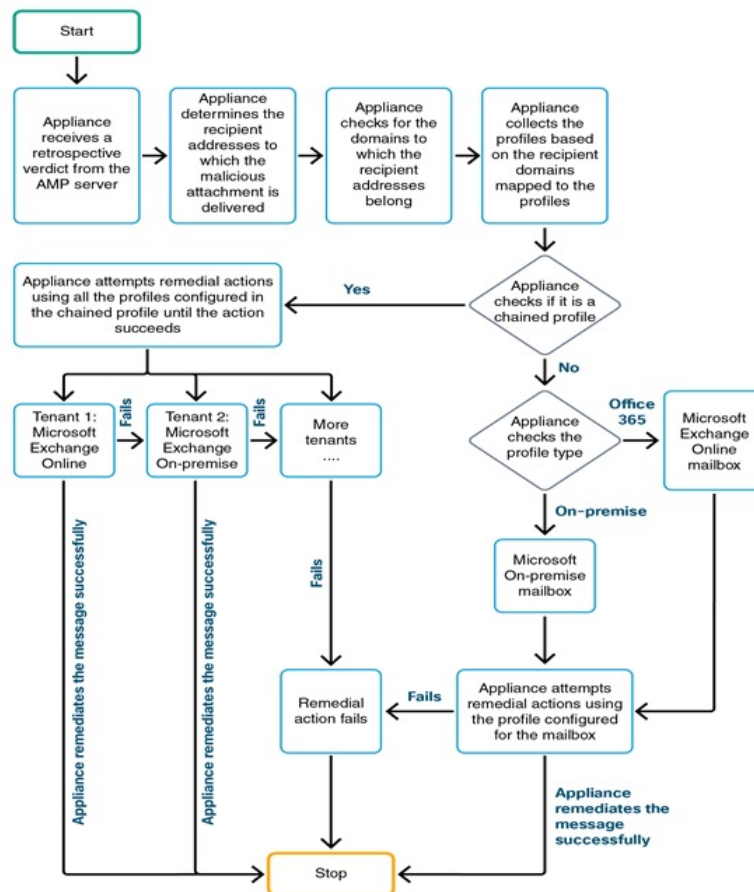 Start
Appliance
receives a
retrospective
verdict from the
AMP server
Appliance
determines the
recipient
addresses to
which the
malicious
attachment is
delivered
Appliance
checks for the
domains to
which the
recipient
addresses
belong
Appliance
collects the
profiles based
on the recipient
domains
mapped to the
profiles
Appliance
checks if it is a
chained profile
Yes
Appliance attempts remedial actions
using all the profiles configured in
the chained profile until the action
succeeds
No
Tenant 1:
Microsoft
Exchange
Online
Fails
Tenant 2:
Microsoft
Exchange
On-premise
Fails
More
tenants
....
Appliance
checks the
profile type
Office
365
Microsoft
Exchange
Online
mailbox
On-premise
Microsoft
On-premise
mailbox
Appliance remediates the message successfully
Appliance remediates the message successfully
Fails
Remedial
action fails
Fails
Appliance attempts
remedial actions using
the profile configured
for the mailbox
Appliance
remediates the
message
successfully
Stop